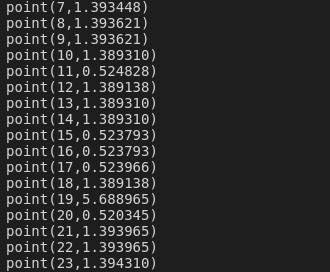 point(7,1.393448)
point(8,1.393621)
point(9,1.393621)
point(10,1.389310)
point(11,0.524828)
point(12,1.389138)
point(13,1.389310)
point(14,1.389310)
point(15,0.523793)
point(16,0.523793)
point(17,0.523966)
point(18,1.389138)
point(19,5.688965)
point(20,0.520345)
point(21,1.393965)
point(22,1.393965)
point(23,1.394310)